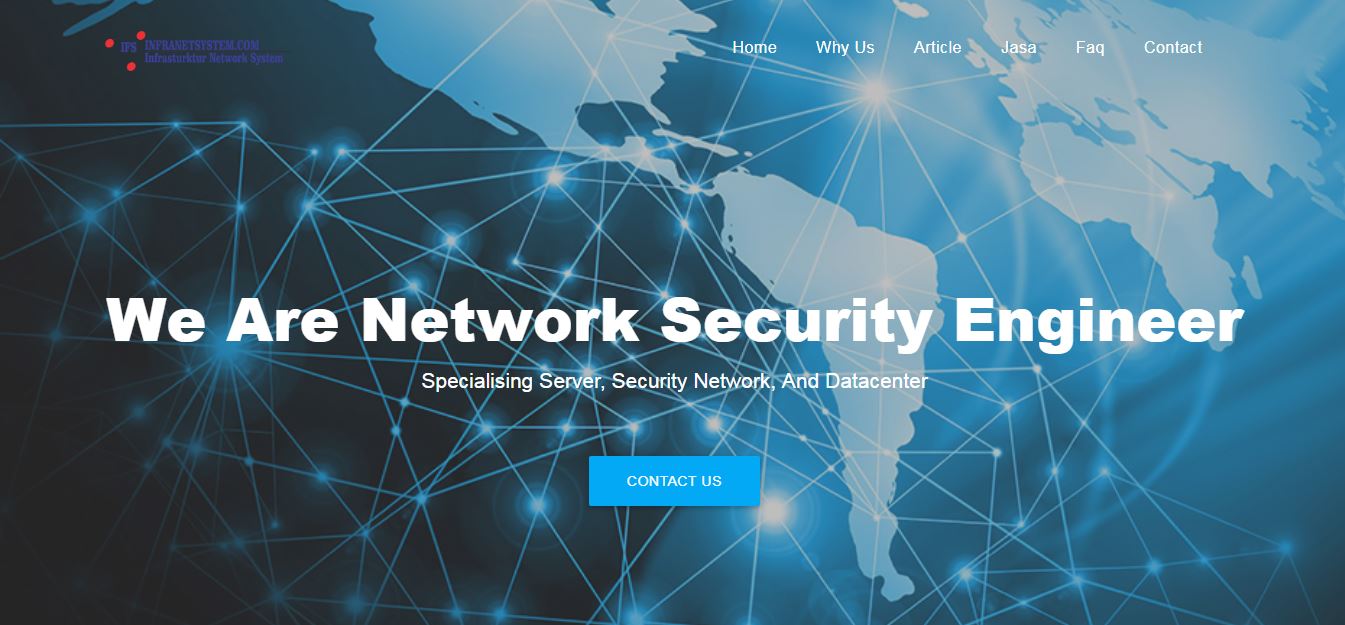 IFS INFRANETSYSTEM.COM
Infrasturktur Network System
Home Why Us Article Jasa Faq Contact
We Are Network Security Engineer
Specialising Server, Security Network, And Datacenter
CONTACT US